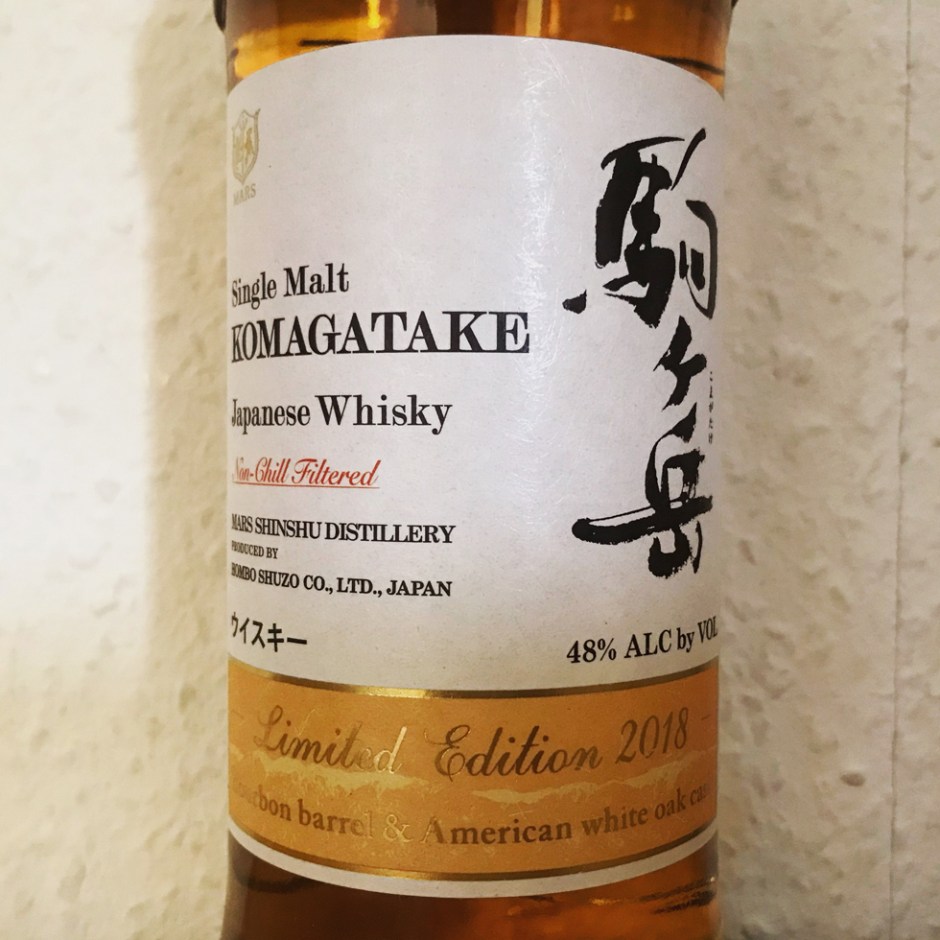 MARS
Single Malt
KOMAGATAKE
Japanese Whisky
Non-Chill Filtered
MARS SHINSHU DISTILLERY
PRODUCED BY
HOMBO SHUZO CO., LTD., JAPAN
ウイスキー
駒ヶ岳
48% ALC by VOL.
Limited Edition 2018
barrel & American white oak